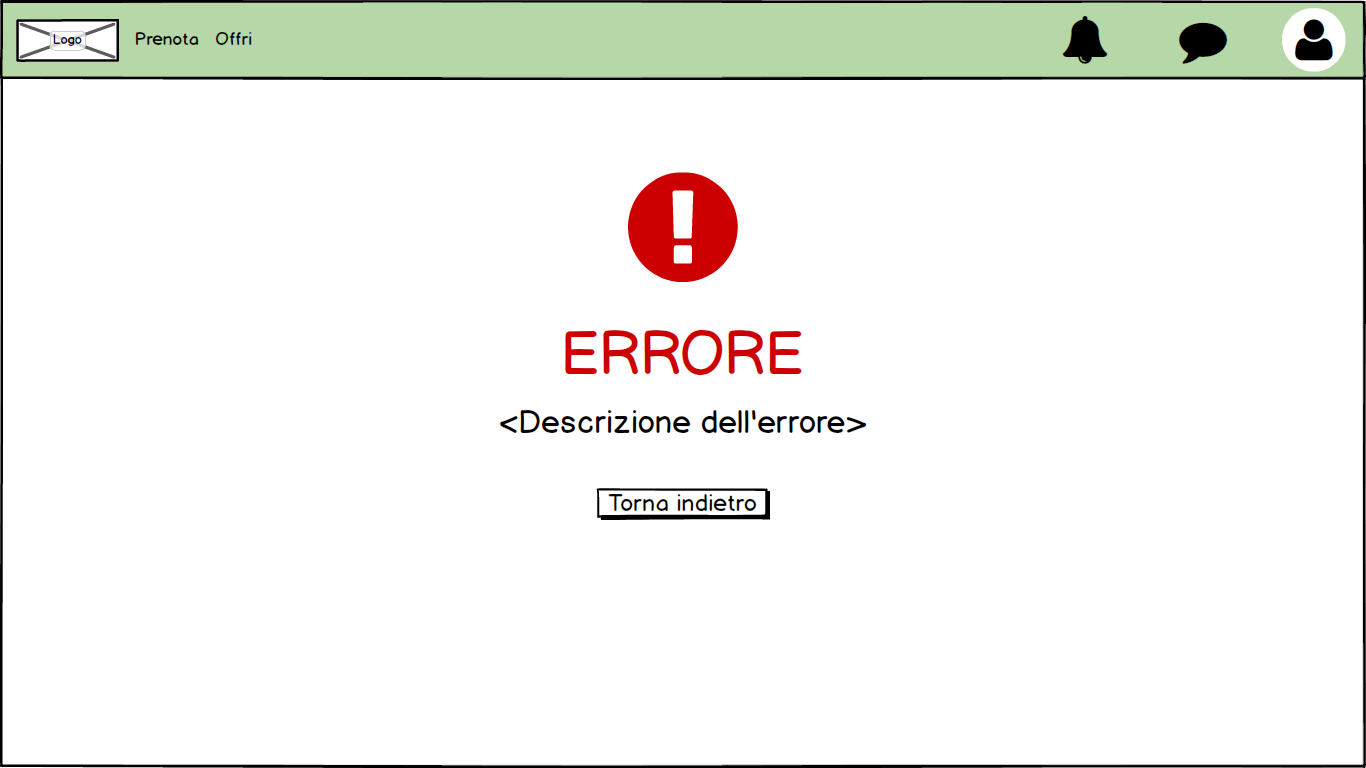 Logo
Prenota Offri
ERRORE
<Descrizione dell'errore>
Torna indietro